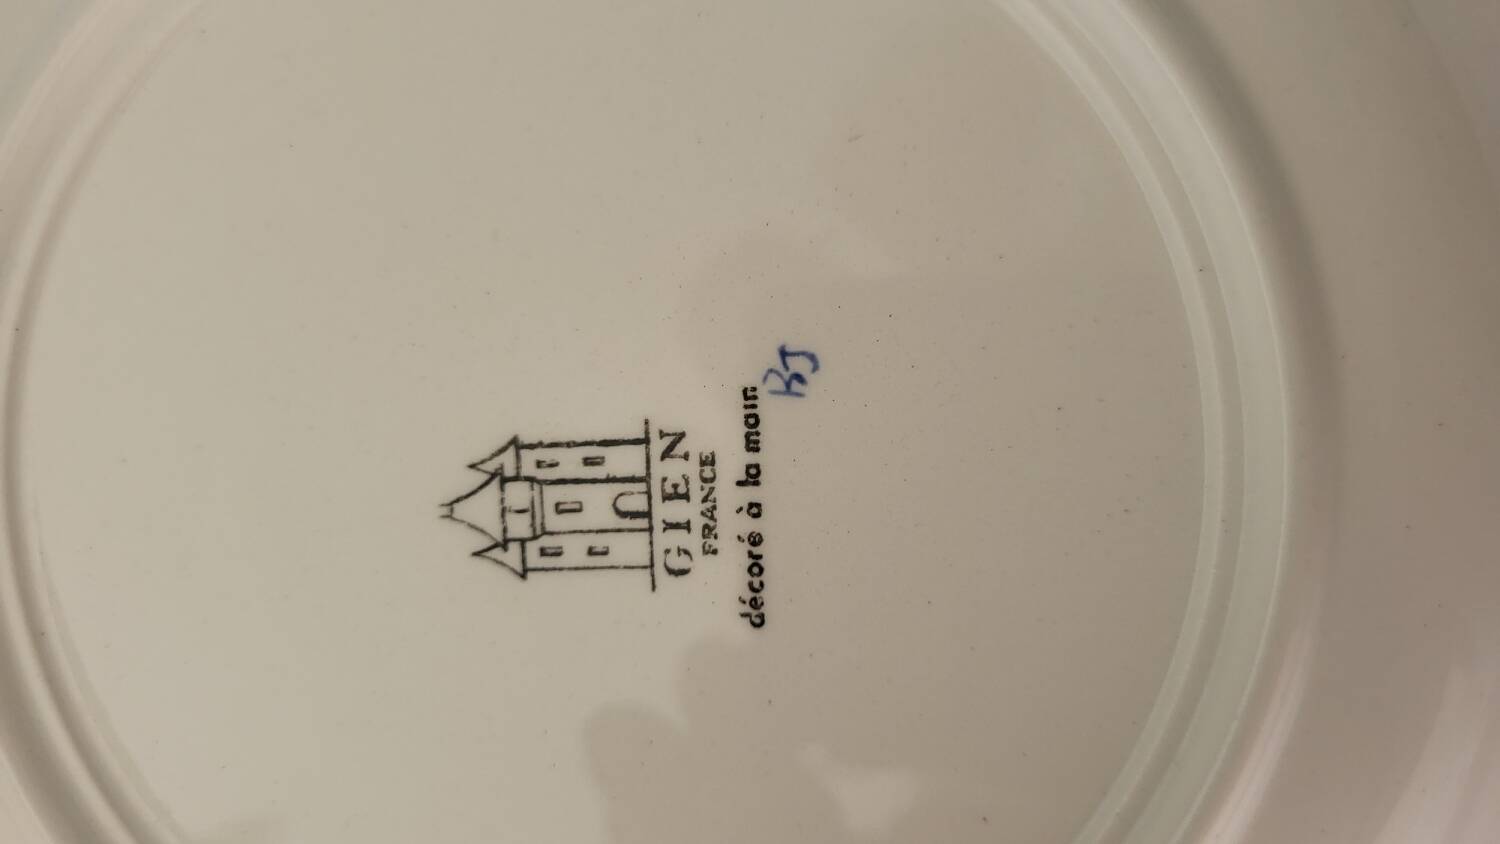 GIEN
FRANCE
décoré à la main
BJ